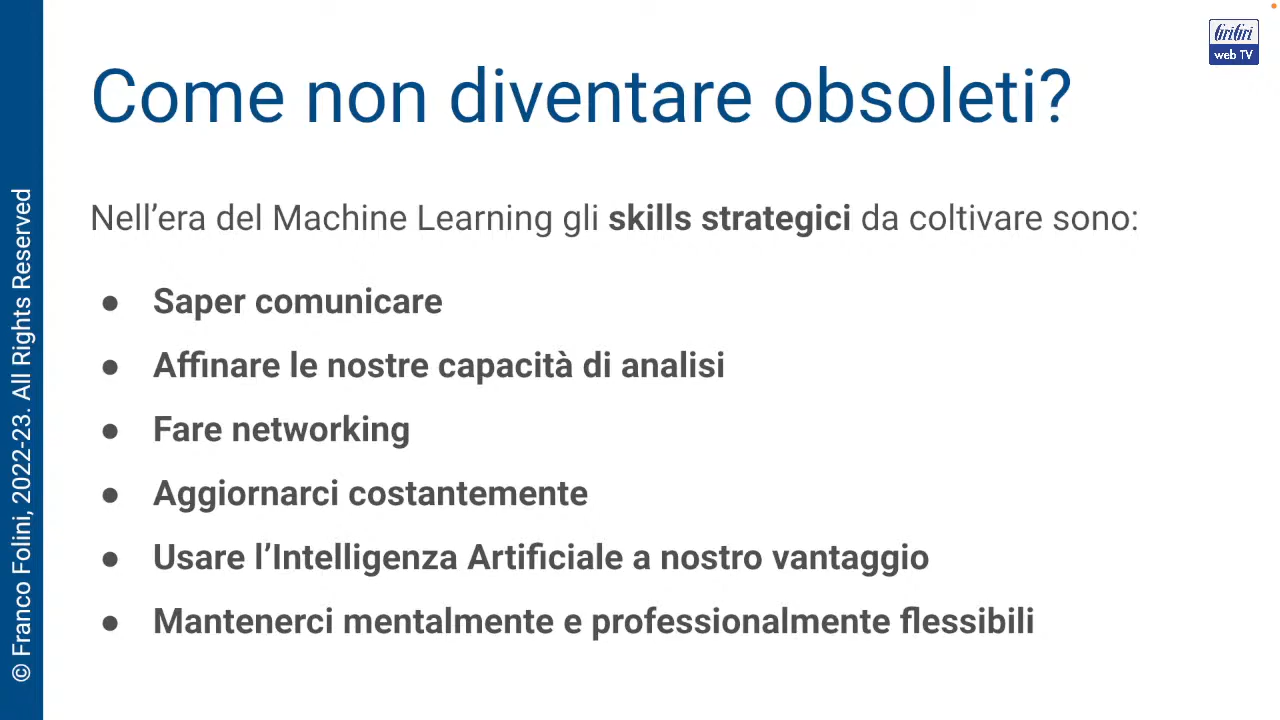 GriGri
web TV
Come non diventare obsoleti?
Nell’era del Machine Learning gli skills strategici da coltivare sono:
● Saper comunicare
● Affinare le nostre capacità di analisi
● Fare networking
● Aggiornarci costantemente
● Usare l’Intelligenza Artificiale a nostro vantaggio
● Mantenerci mentalmente e professionalmente flessibili
© Franco Folini, 2022-23. All Rights Reserved